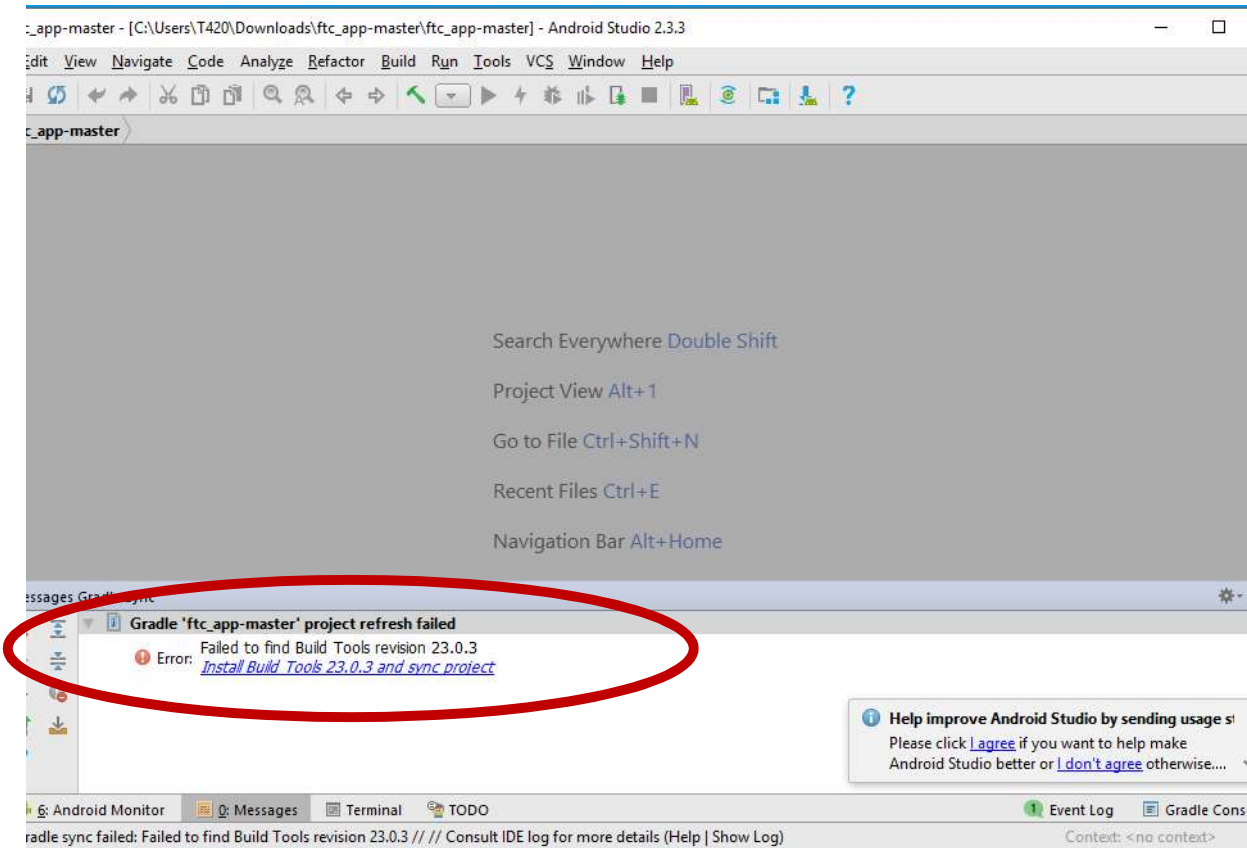 :_app-master - [C:\Users\T420\Downloads\ftc_app-master\ftc_app-master] - Android Studio 2.3.3
Edit View Navigate Code Analyze Refactor Build Run Tools VCS Window Help
c_app-master
Search Everywhere Double Shift
Project View Alt+1
Go to File Ctrl+Shift+N
Recent Files Ctrl+E
Navigation Bar Alt+Home
essages Gradle Sync
Gradle 'ftc_app-master' project refresh failed
Error: Failed to find Build Tools revision 23.0.3
Install Build Tools 23.0.3 and sync project
Help improve Android Studio by sending usage st
Please click I agree if you want to help make
Android Studio better or I don't agree otherwise....
6: Android Monitor 0: Messages Terminal TODO 1 Event Log Gradle Cons
radle sync failed: Failed to find Build Tools revision 23.0.3 // // Consult IDE log for more details (Help | Show Log) Context: <no context>